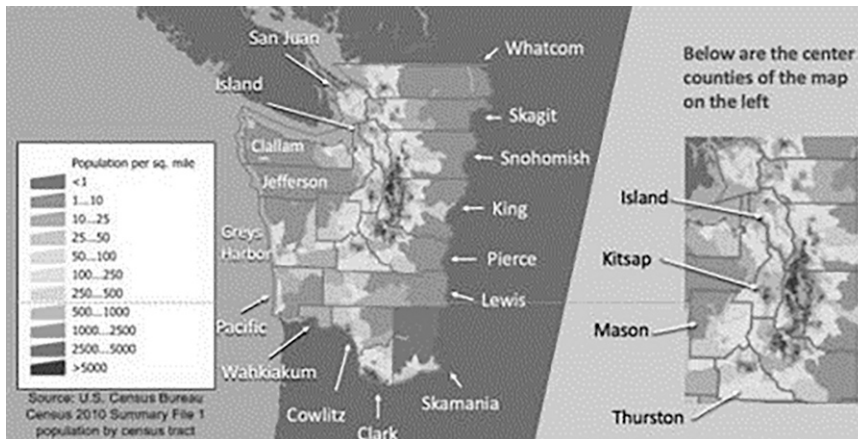 San Juan
Whatcom
Island
Skagit
Clallam
Snohomish
Jefferson
King
Greys
Harbor
Pierce
Lewis
Pacific
Wahkiakum
Cowlitz
Clark
Skamania
Population per sq. mile
<1
1...10
10...25
25...50
50...100
100...250
250...500
500...1000
1000...2500
2500...5000
>5000
Source: U.S. Census Bureau
Census 2010 Summary File 1
population by census tract
Below are the center
counties of the map
on the left
Island
Kitsap
Mason
Thurston